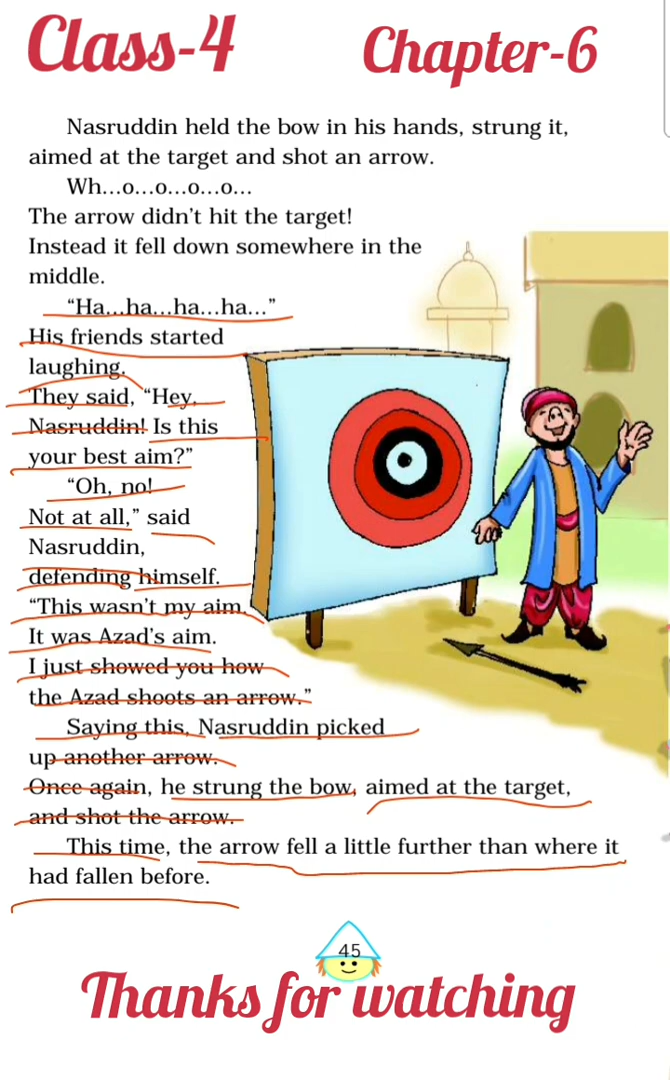 Class-4 Chapter-6
Nasruddin held the bow in his hands, strung it,
aimed at the target and shot an arrow.
Wh...o...o...o...o...
The arrow didn't hit the target!
Instead it fell down somewhere in the
middle.
"Ha...ha...ha...ha..."
His friends started
laughing.
They said, "Hey,
Nasruddin! Is this
your best aim?"
"Oh, no!
Not at all," said
Nasruddin,
defending himself.
"This wasn't my aim.
It was Azad's aim.
I just showed you how
the Azad shoots an arrow."
Saying this, Nasruddin picked
up another arrow.
Once again, he strung the bow, aimed at the target,
and shot the arrow.
This time, the arrow fell a little further than where it
had fallen before.
45
Thanks for watching